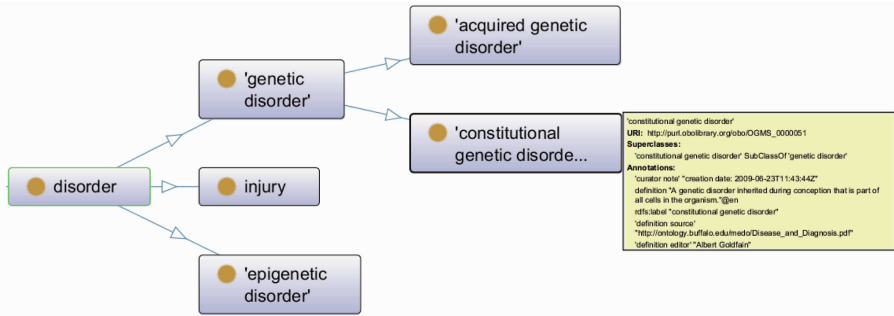 'acquired genetic
disorder'
'genetic
disorder'
'constitutional
genetic disorde...
disorder
injury
'epigenetic
disorder'
'constitutional genetic disorder'
URI: http://purl.obolibrary.org/obo/OGMS_0000051
Superclasses:
'constitutional genetic disorder' SubClassOf 'genetic disorder'
Annotations:
'curator note' "creation date: 2009-06-23T11:43:44Z"
definition "A genetic disorder inherited during conception that is part of
all cells in the organism."@en
rdfs:label "constitutional genetic disorder"
'definition source'
"http://ontology.buffalo.edu/medo/Disease_and_Diagnosis.pdf"
'definition editor' "Albert Goldfain"